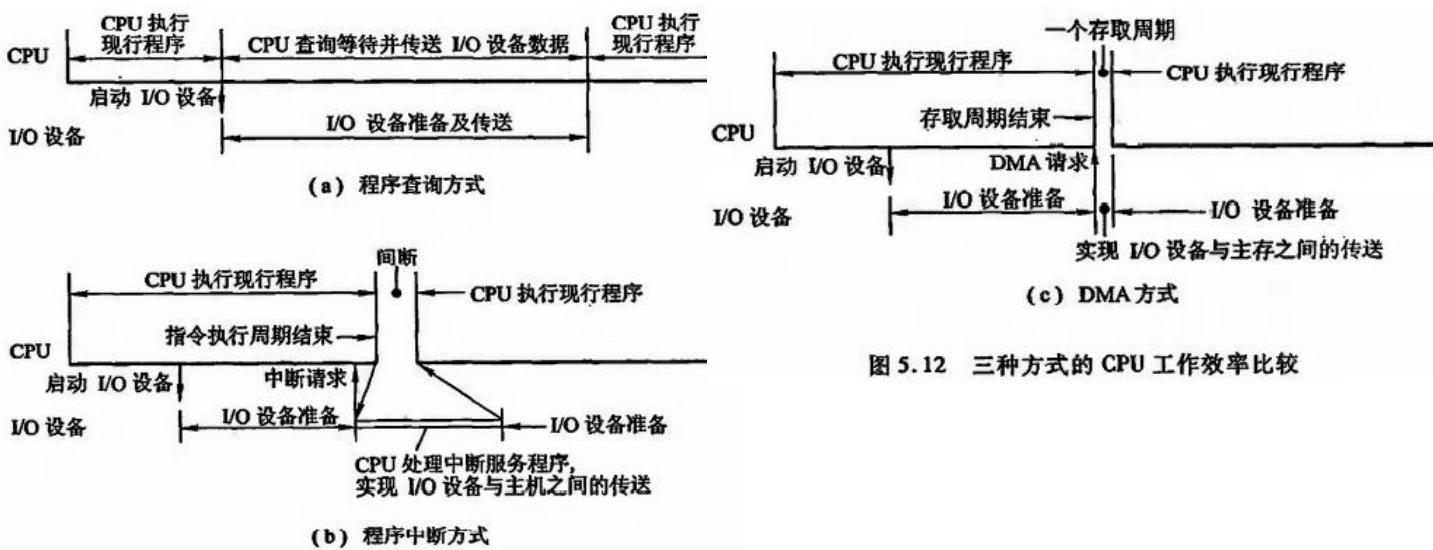 CPU 执行
现行程序
CPU 查询等待并传送 I/O 设备数据
CPU 执行
现行程序
CPU
启动 I/O 设备
I/O 设备准备及传送
I/O 设备
(a) 程序查询方式
间断
CPU 执行现行程序
CPU 执行现行程序
指令执行周期结束
CPU
启动 I/O 设备
中断请求
I/O 设备准备
I/O 设备
I/O 设备准备
CPU 处理中断服务程序,
实现 I/O 设备与主机之间的传送
(b) 程序中断方式
一个存取周期
CPU 执行现行程序
CPU 执行现行程序
存取周期结束
CPU
启动 I/O 设备
DMA 请求
I/O 设备准备
I/O 设备
I/O 设备准备
实现 I/O 设备与主存之间的传送
(c) DMA 方式
图 5.12 三种方式的 CPU 工作效率比较